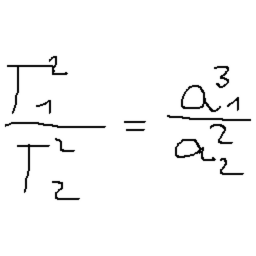 T₁²/T₂² = a₁³/a₂²